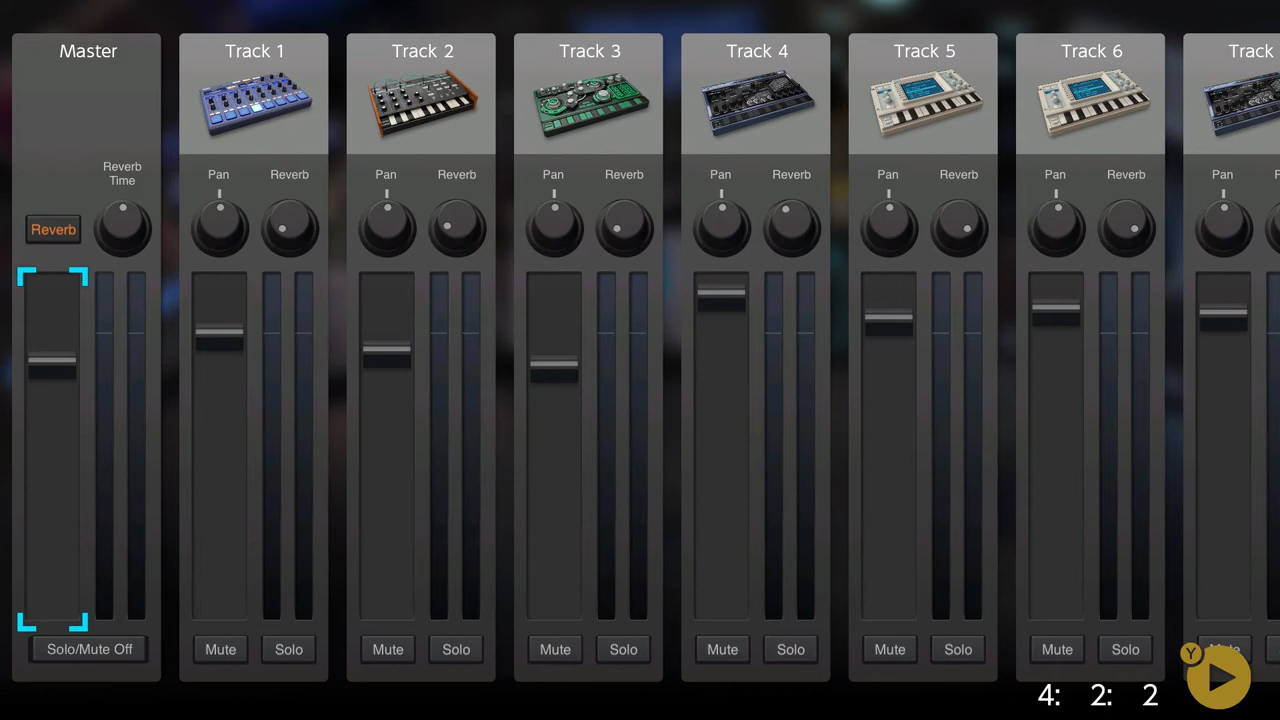 Master Track 1 Track 2 Track 3 Track 4 Track 5 Track 6 Track
Reverb
Time
Pan Reverb Pan Reverb Pan Reverb Pan Reverb Pan Reverb Pan Reverb Pan
Reverb
Solo/Mute Off Mute Solo Mute Solo Mute Solo Mute Solo Mute Solo Mute Solo Mute
Y
4: 2: 2